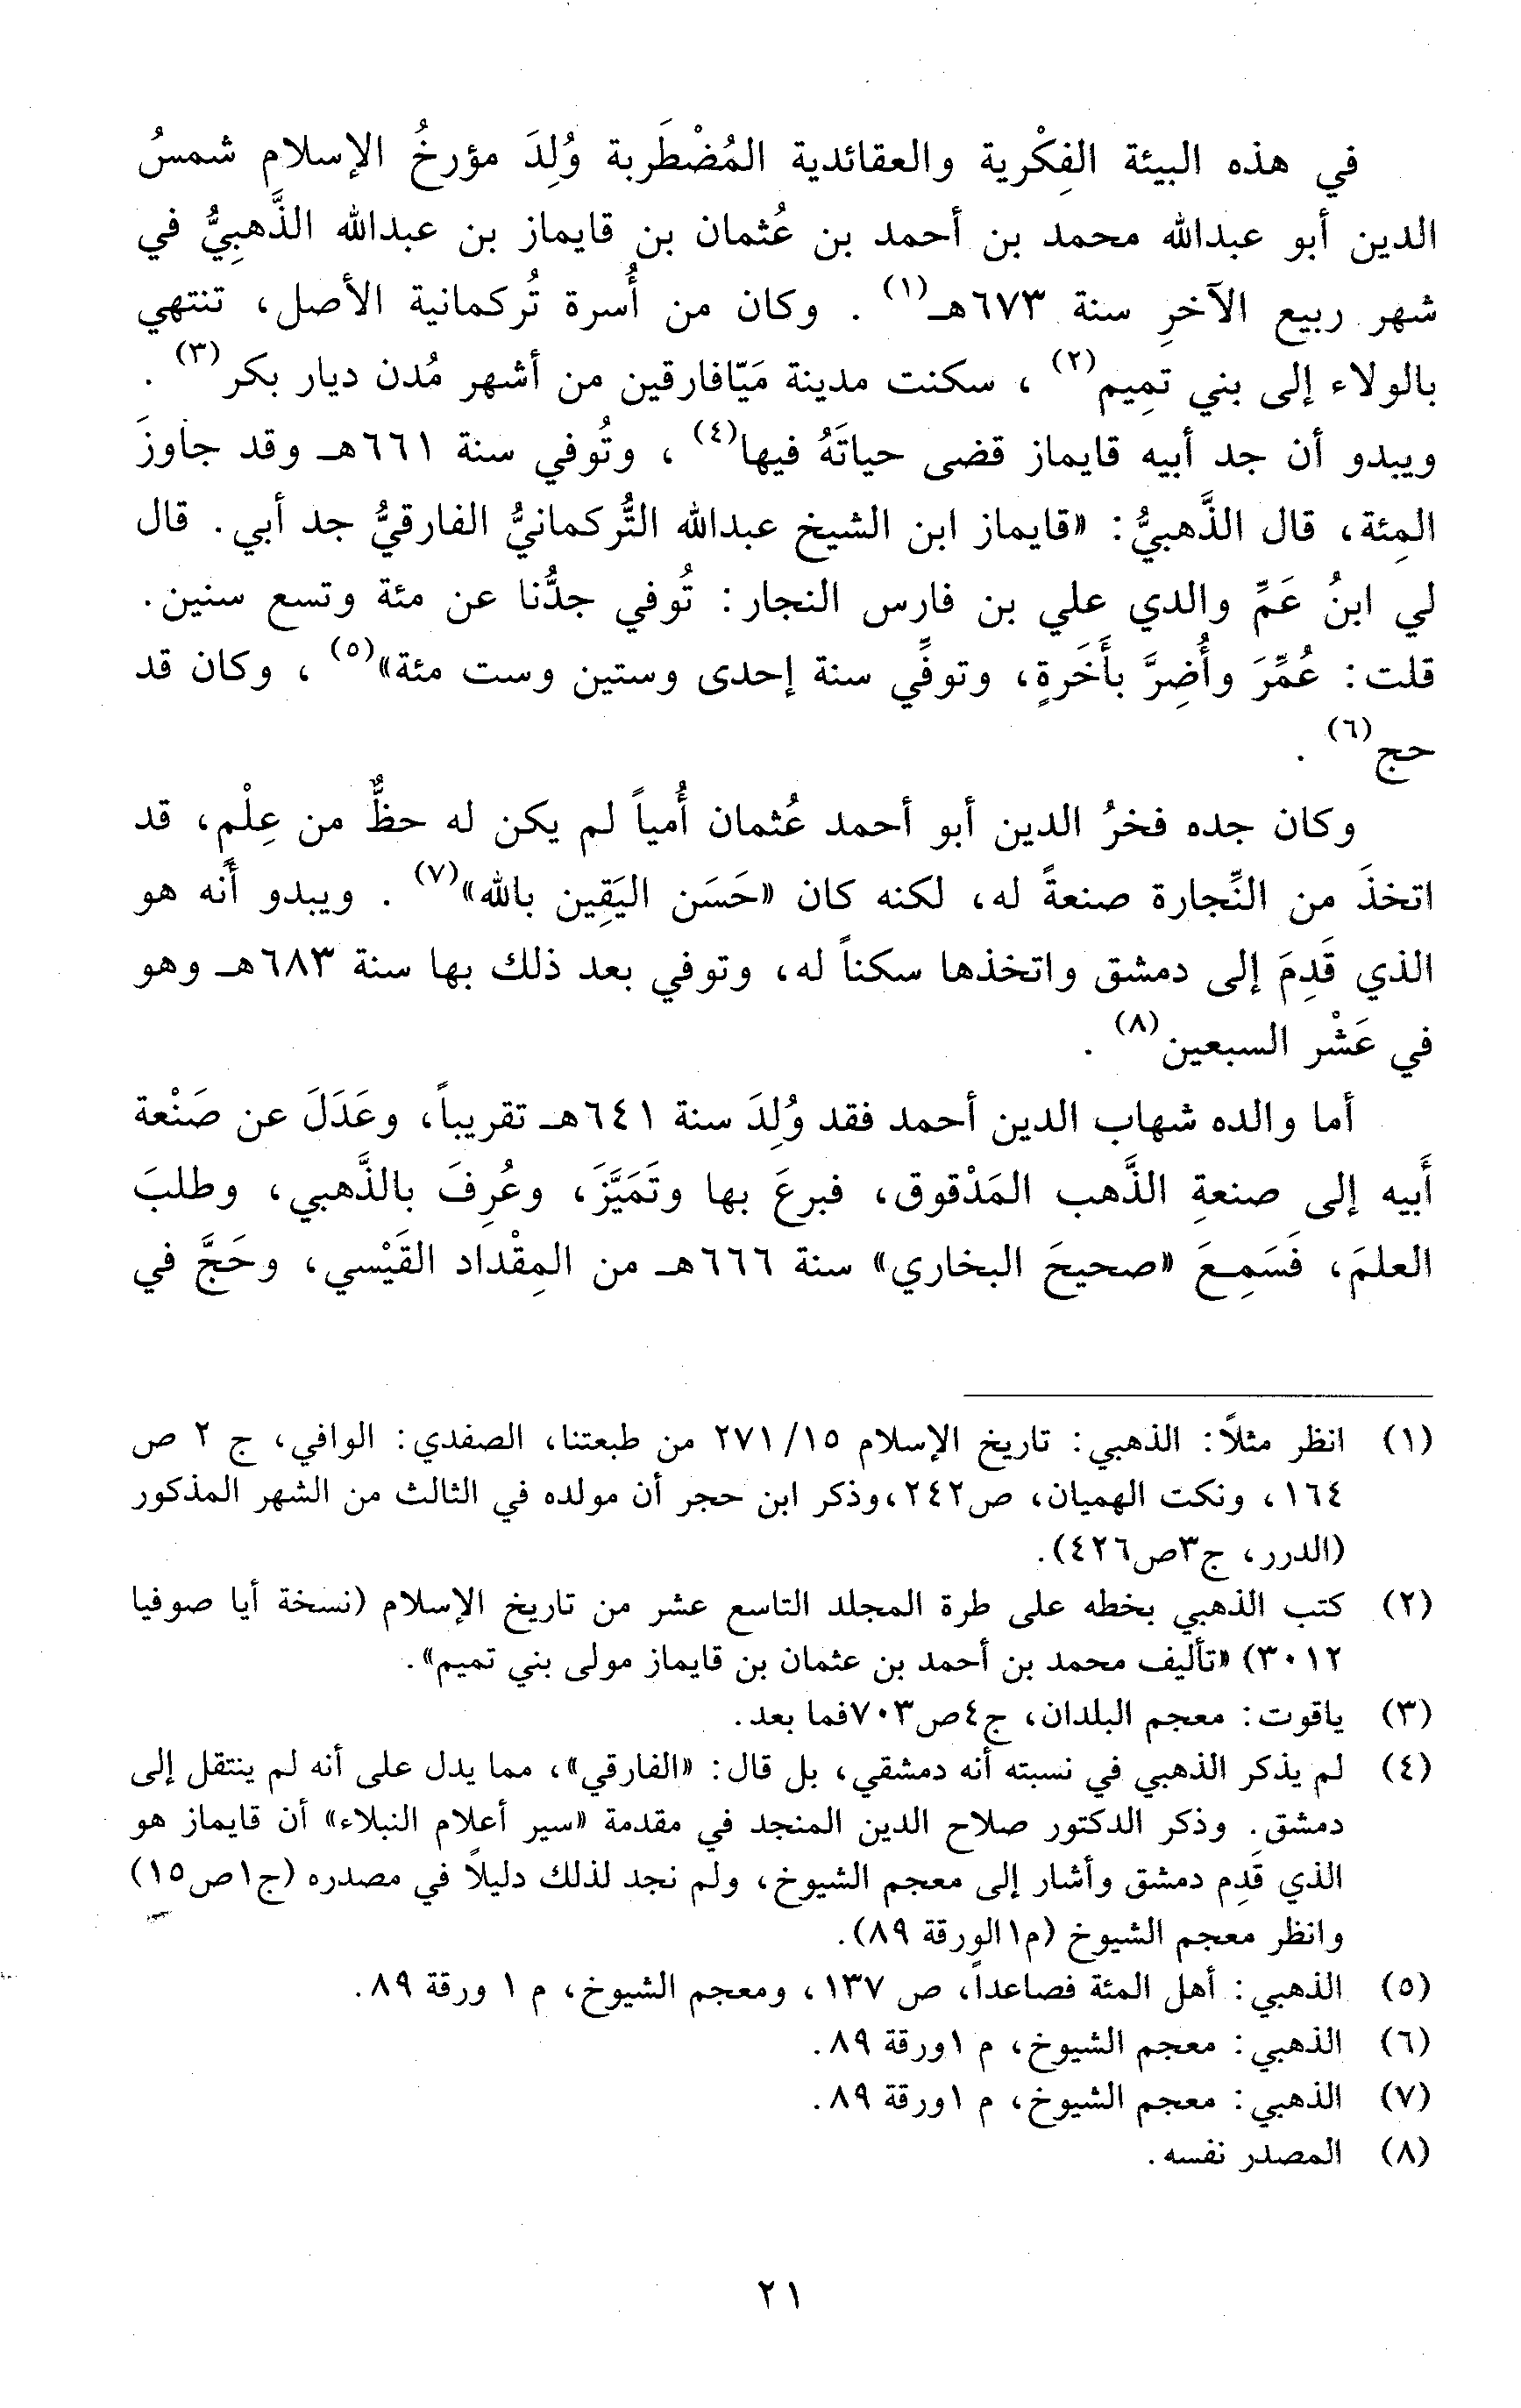 في هذه البيئة الفِكْرية والعقائدية المُضْطَرِبة وُلِدَ مؤرخُ الإسلام شمسُ
الدين أبو عبدالله محمد بن أحمد بن عُثمان بن قايماز بن عبدالله الذَّهبِيُّ في
شهر ربيع الآخرِ سنة ٦٧٣هـ(١) . وكان من أُسرة تُركمانية الأصل، تنتهي
بالولاء إلى بني تمِيم(٢) ، سكنت مدينة مَيّافارقين من أشهر مُدن ديار بكر(٣) .
ويبدو أن جد أبيه قايماز قضى حياتَهُ فيها(٤) ، وتُوفي سنة ٦٦١هـ وقد جاوزَ
المِئة، قال الذَّهبيُّ: «قايماز ابن الشيخ عبدالله التُّركمانيُّ الفارقيُّ جد أبي. قال
لي ابنُ عَمِّ والدي علي بن فارس النجار: تُوفي جدُّنا عن مئة وتسع سنين.
قلت: عُمِّرَ وأُضِرَّ بأَخَرةٍ، وتوفِّي سنة إحدى وستين وست مئة»(٥) ، وكان قد
حج(٦) .
وكان جده فخرُ الدين أبو أحمد عُثمان أُمياً لم يكن له حظٌّ من عِلْم، قد
اتخذَ من النِّجارة صنعةً له، لكنه كان «حَسَن اليَقِين بالله»(٧) . ويبدو أنه هو
الذي قَدِمَ إلى دمشق واتخذها سكناً له، وتوفي بعد ذلك بها سنة ٦٨٣هـ وهو
في عَشْر السبعين(٨) .
أما والده شهاب الدين أحمد فقد وُلِدَ سنة ٦٤١هـ تقريباً، وعَدَلَ عن صَنْعة
أَبيه إلى صنعةِ الذَّهب المَدْقوق، فبرعَ بها وتَمَيَّزَ، وعُرِفَ بالذَّهبي، وطلبَ
العلمَ، فَسَمِعَ «صحيحَ البخاري» سنة ٦٦٦هـ من المِقْداد القَيْسي، وحَجَّ في
(١) انظر مثلاً: الذهبي: تاريخ الإسلام ١٥/ ٢٧١ من طبعتنا، الصفدي: الوافي، ج ٢ ص
١٦٤، ونكت الهميان، ص٢٤٢،وذكر ابن حجر أن مولده في الثالث من الشهر المذكور
(الدرر، ج٣ص٤٢٦).
(٢) كتب الذهبي بخطه على طرة المجلد التاسع عشر من تاريخ الإسلام (نسخة أيا صوفيا
٣٠١٢) «تأليف محمد بن أحمد بن عثمان بن قايماز مولى بني تميم».
(٣) ياقوت: معجم البلدان، ج٤ص٧٠٣فما بعد.
(٤) لم يذكر الذهبي في نسبته أنه دمشقي، بل قال: «الفارقي»، مما يدل على أنه لم ينتقل إلى
دمشق. وذكر الدكتور صلاح الدين المنجد في مقدمة «سير أعلام النبلاء» أن قايماز هو
الذي قَدِم دمشق وأشار إلى معجم الشيوخ، ولم نجد لذلك دليلاً في مصدره (ج١ص١٥)
وانظر معجم الشيوخ (م١الورقة ٨٩).
(٥) الذهبي: أهل المئة فصاعداً، ص ١٣٧، ومعجم الشيوخ، م ١ ورقة ٨٩.
(٦) الذهبي: معجم الشيوخ، م ١ورقة ٨٩.
(٧) الذهبي: معجم الشيوخ، م ١ورقة ٨٩.
(٨) المصدر نفسه.
٢١